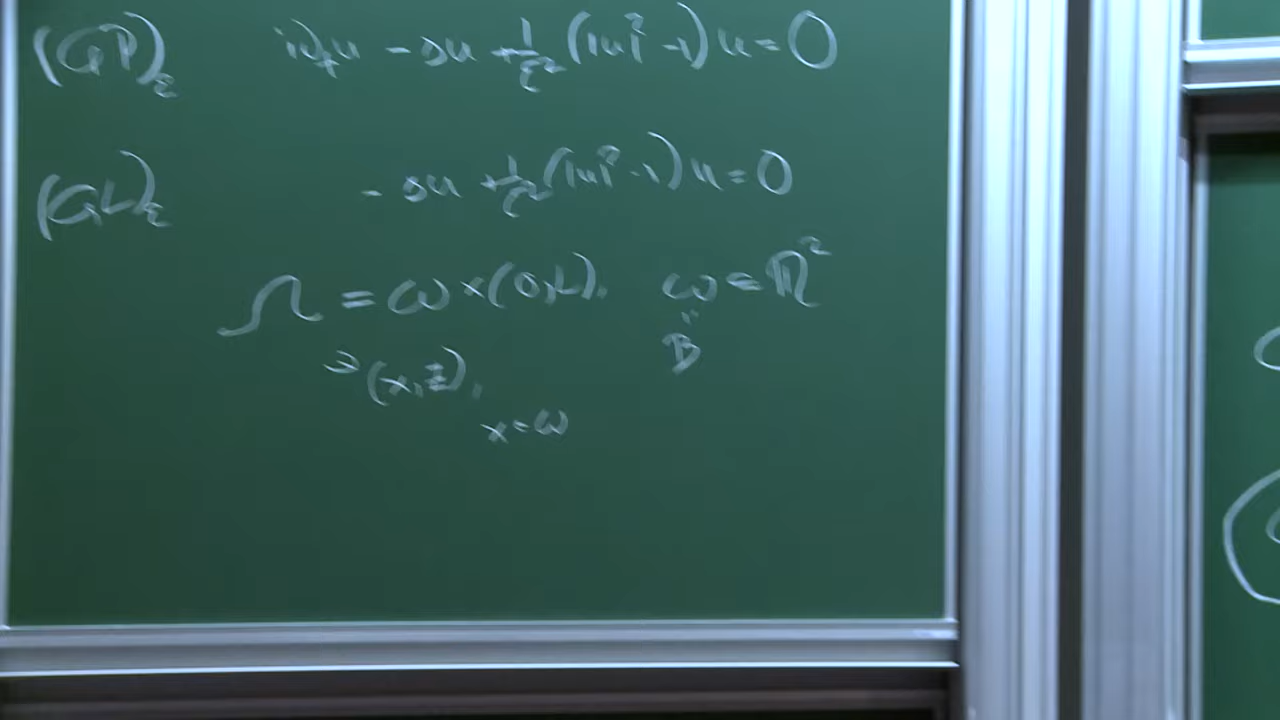 (GP)_ε i∂_t u - Δu + 1/ε² (|u|² - 1) u = 0
(GL)_ε - Δu + 1/ε² (|u|² - 1) u = 0
Ω = ω × (0,L), ω ⊂ ℝ²
∋ (x,z), B
x ∈ ω